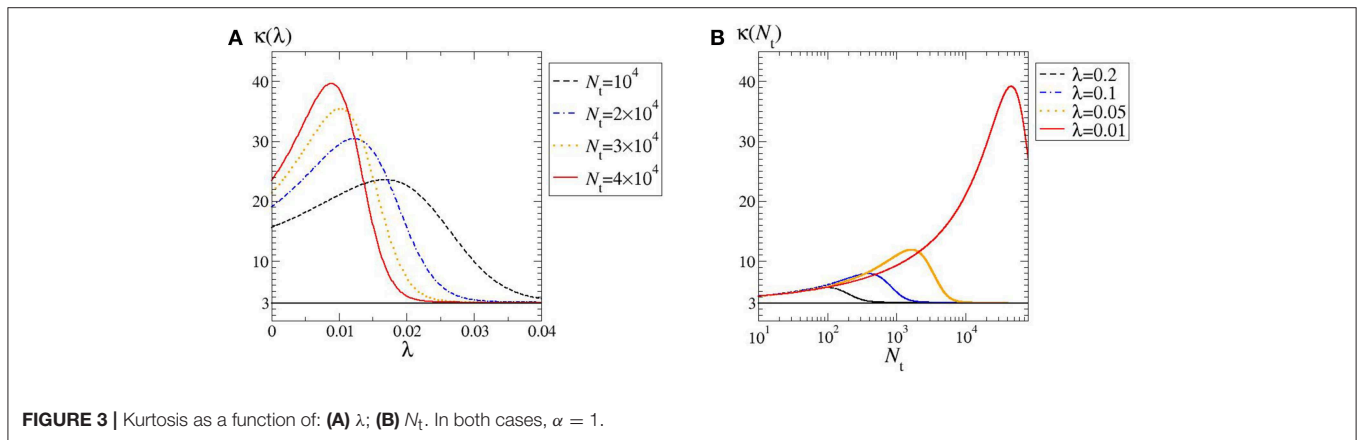 A κ(λ)
40
30
20
10
3
0 0.01 0.02 0.03 0.04
λ
N_t=10^4
N_t=2×10^4
N_t=3×10^4
N_t=4×10^4
B κ(N_t)
40
30
20
10
3
10^1 10^2 10^3 10^4
N_t
λ=0.2
λ=0.1
λ=0.05
λ=0.01
FIGURE 3 | Kurtosis as a function of: (A) λ; (B) N_t. In both cases, α = 1.